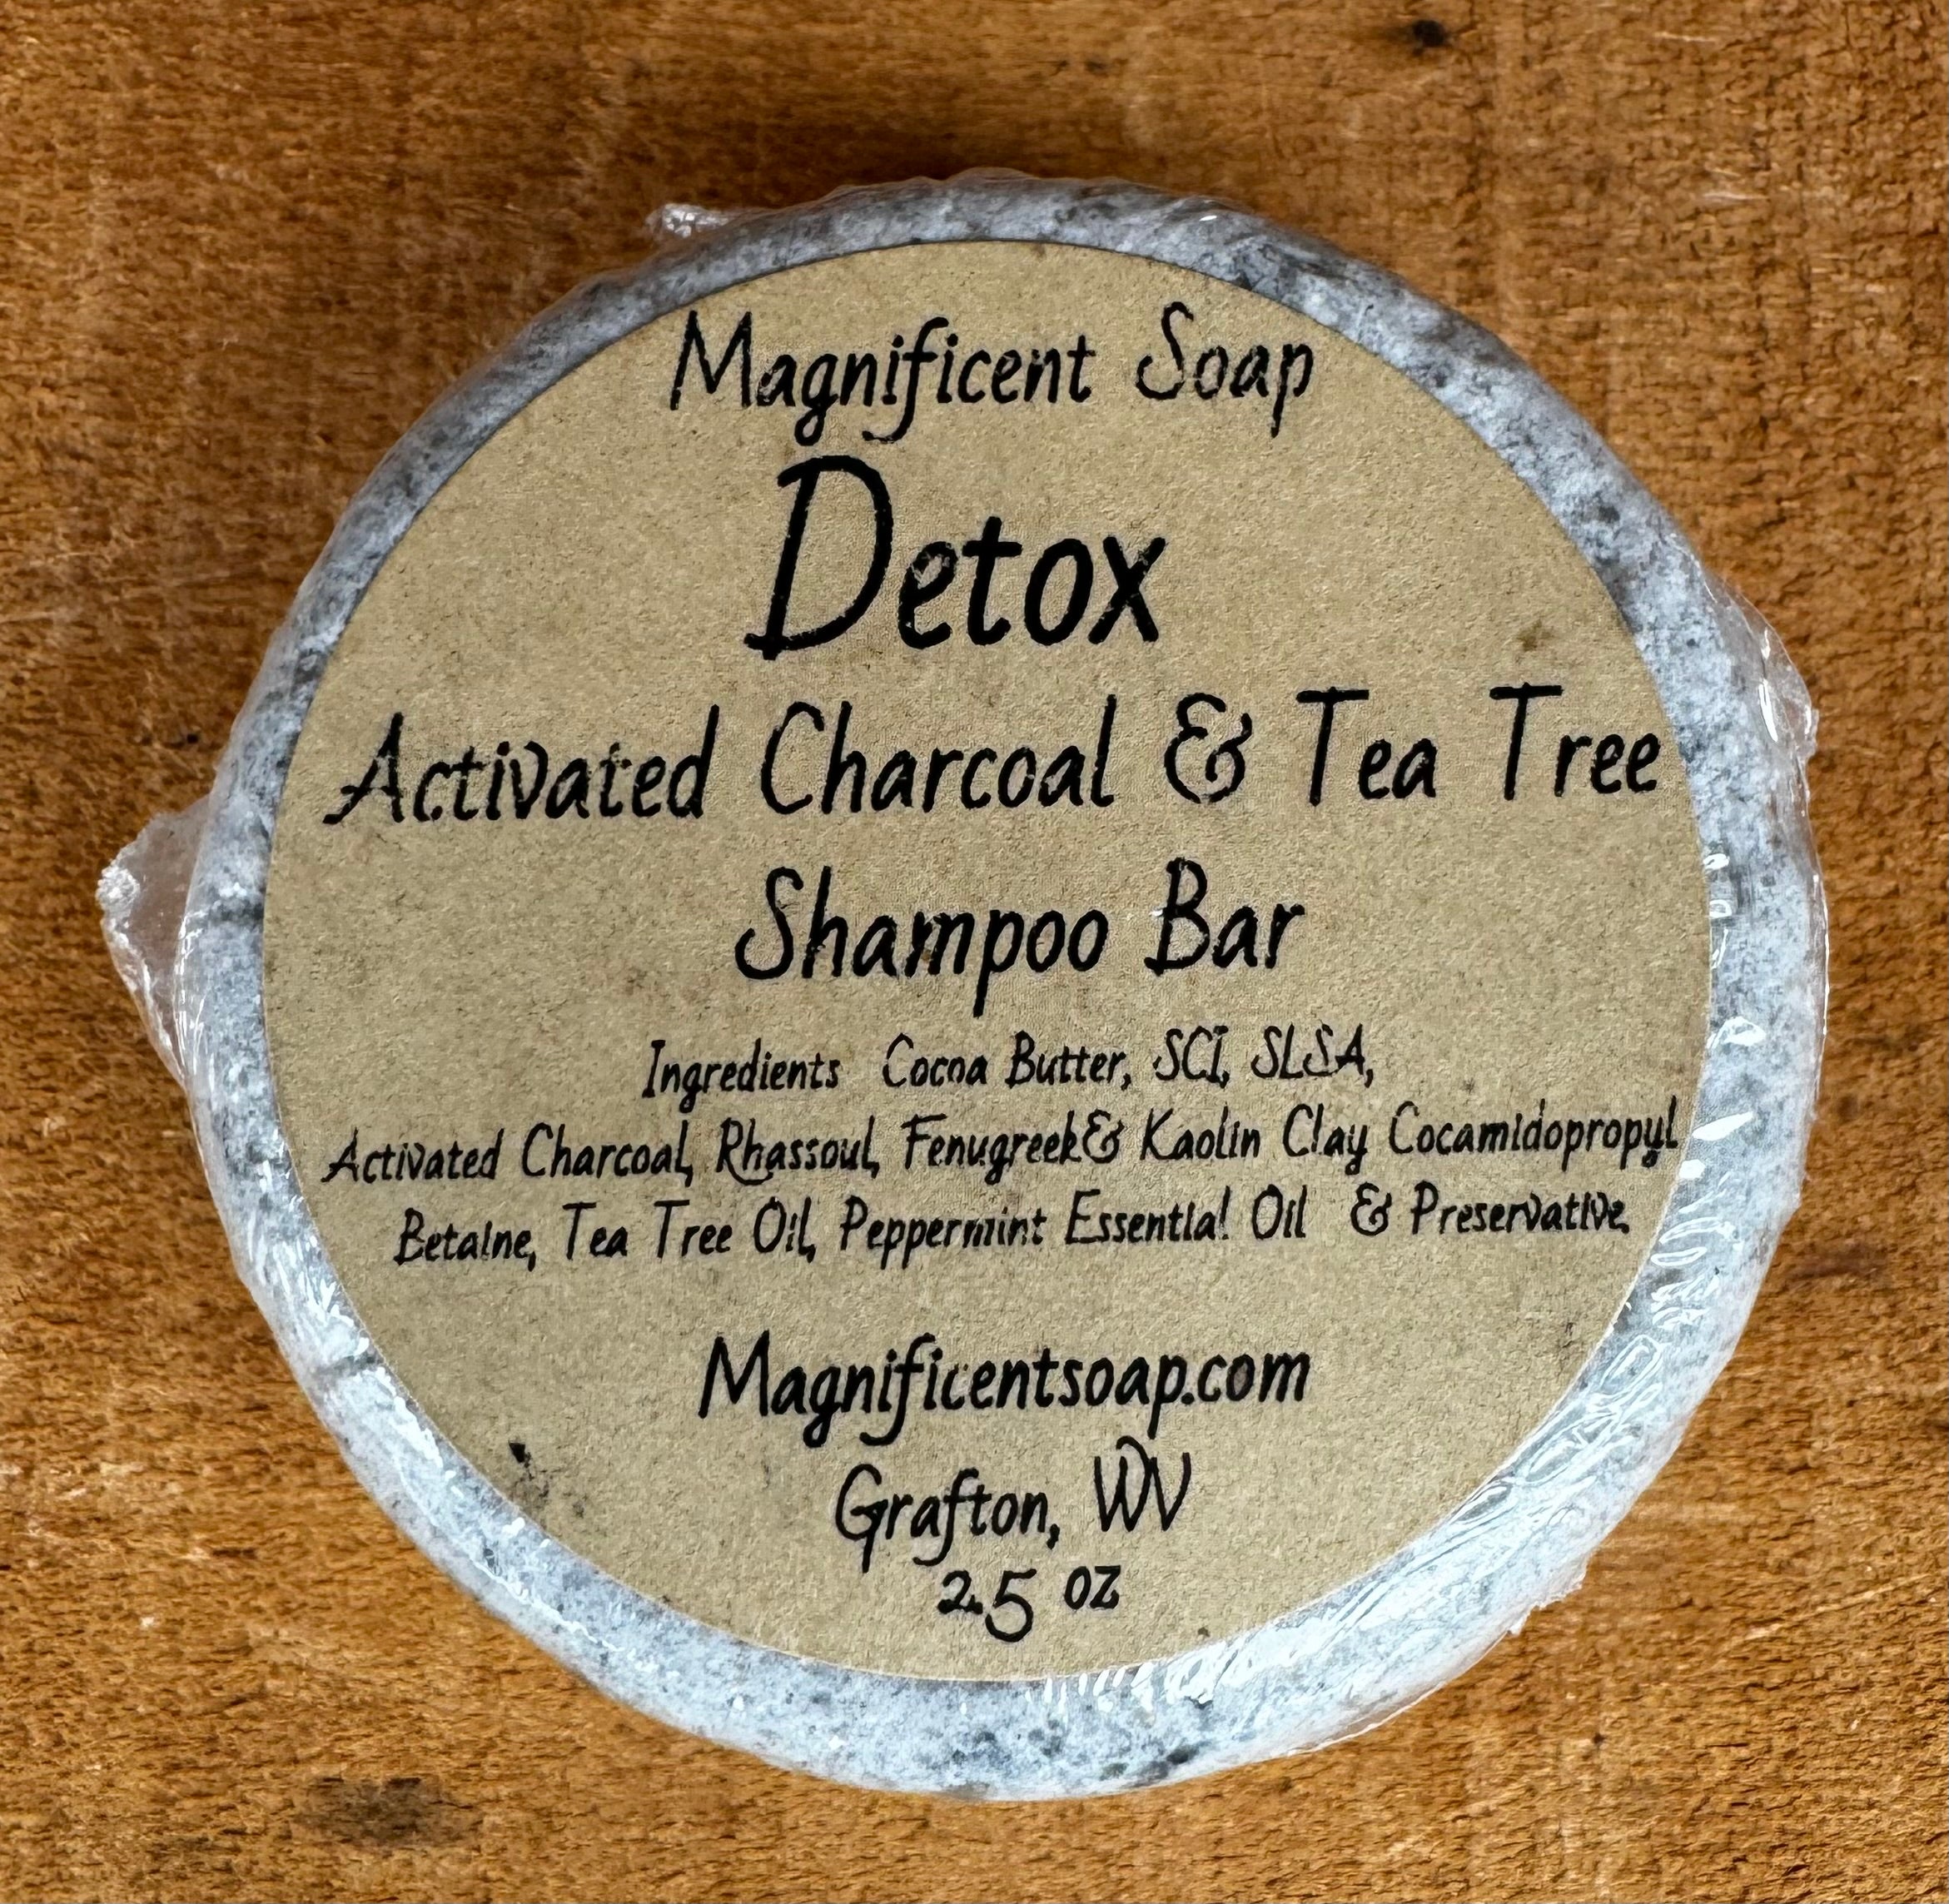 Magnificent Soap
Detox
Activated Charcoal & Tea Tree
Shampoo Bar
Ingredients Cocoa Butter, SCI, SLSA,
Activated Charcoal, Rhassoul, Fenugreek& Kaolin Clay Cocamidopropyl
Betaine, Tea Tree Oil, Peppermint Essential Oil & Preservative.
Magnificentsoap.com
Grafton, WV
2.5 oz